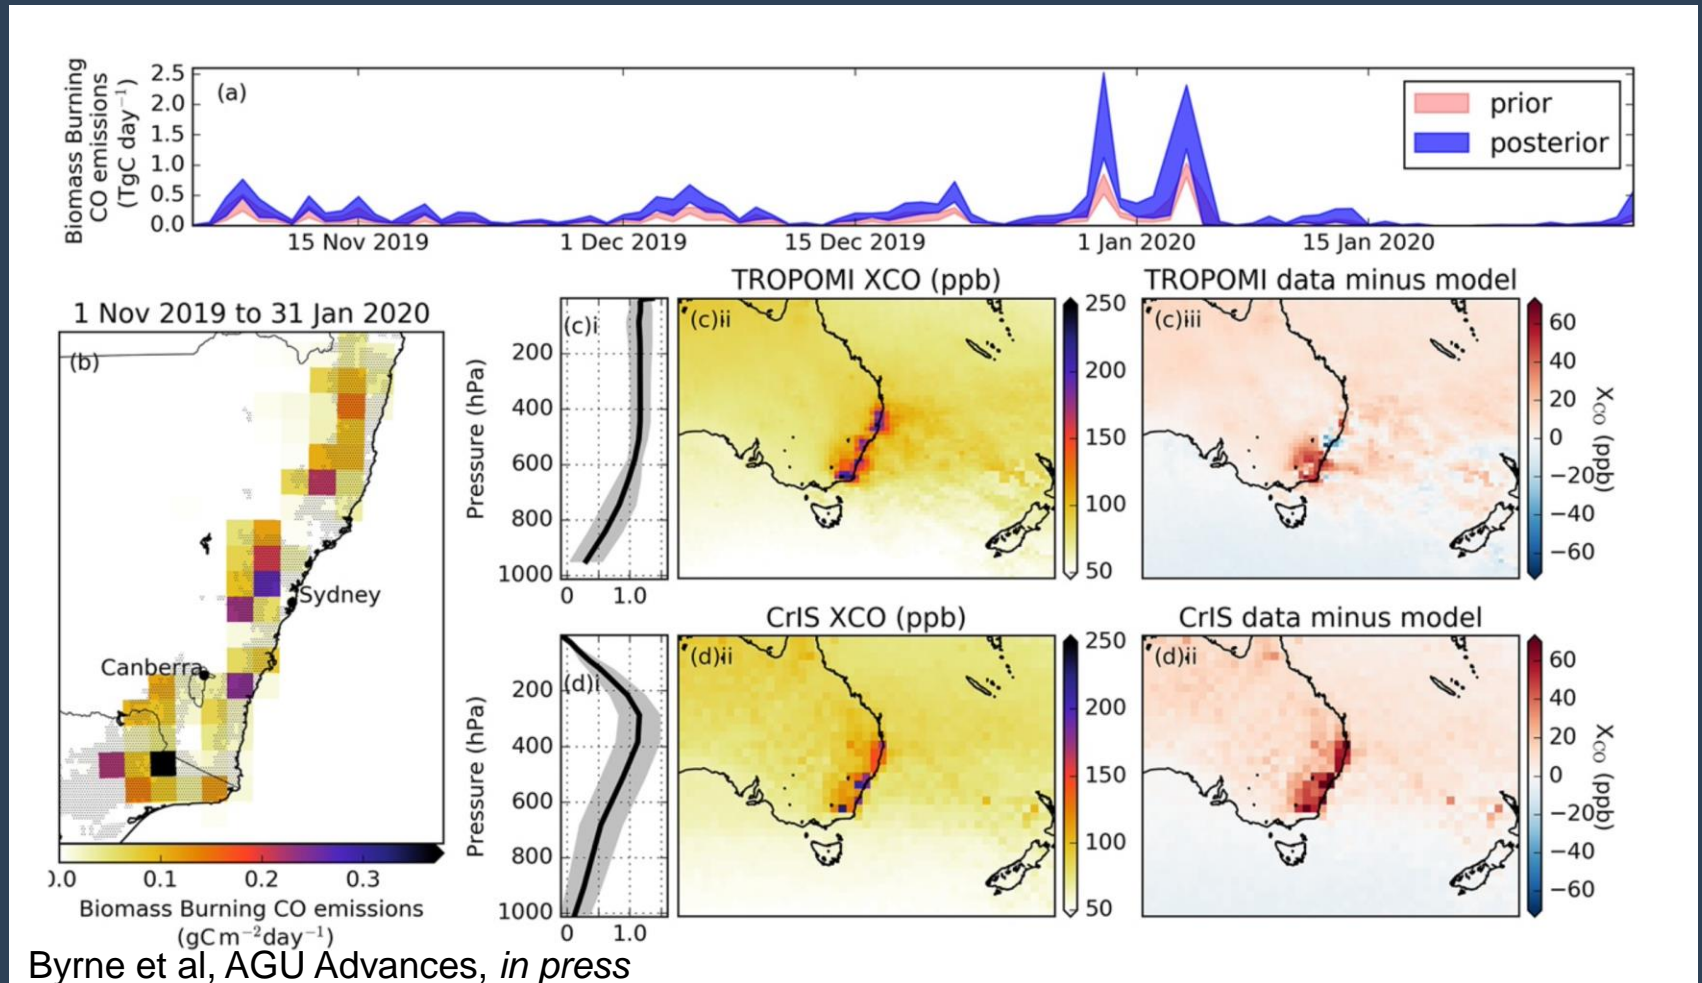 Biomass Burning
CO emissions
(TgC day⁻¹)
2.5
2.0
1.5
1.0
0.5
0.0
(a)
prior
posterior
15 Nov 2019
1 Dec 2019
15 Dec 2019
1 Jan 2020
15 Jan 2020
1 Nov 2019 to 31 Jan 2020
(b)
Sydney
Canberra
0.0 0.1 0.2 0.3
Biomass Burning CO emissions
(gCm⁻²day⁻¹)
Pressure (hPa)
200
400
600
800
1000
(c)i
0 1.0
TROPOMI XCO (ppb)
(c)ii
250
200
150
100
50
TROPOMI data minus model
(c)iii
60
40
20
0
−20
−40
−60
X_CO (ppb)
Pressure (hPa)
200
400
600
800
1000
(d)i
0 1.0
CrIS XCO (ppb)
(d)ii
250
200
150
100
50
CrIS data minus model
(d)ii
60
40
20
0
−20
−40
−60
X_CO (ppb)
Byrne et al, AGU Advances, in press